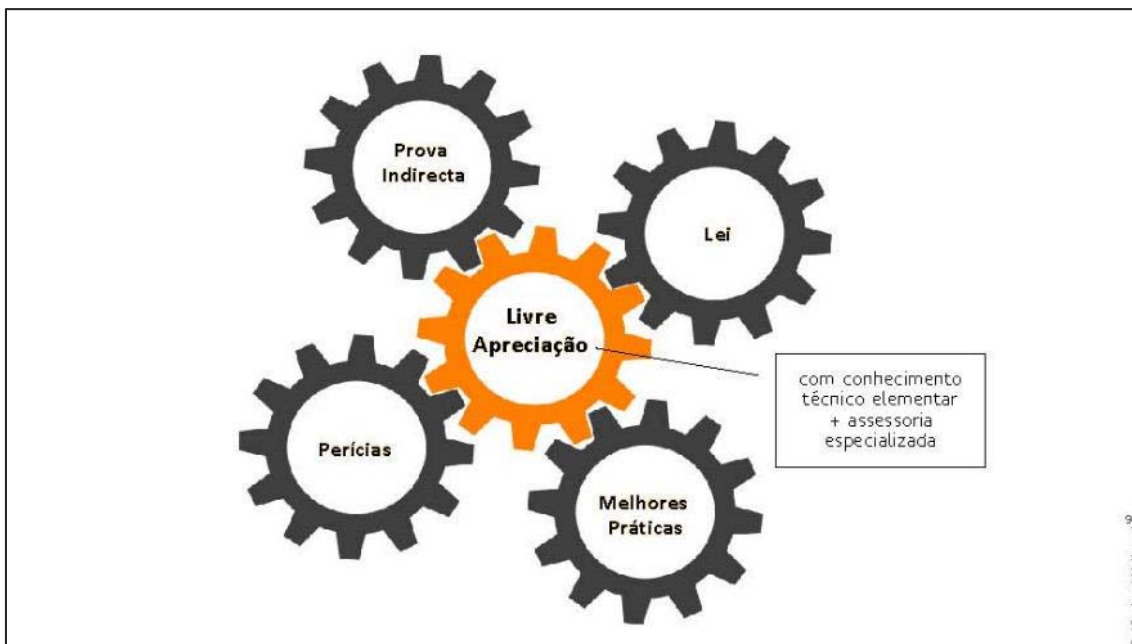 Prova
Indirecta
Lei
Livre
Apreciação
com conhecimento
técnico elementar
+ assessoria
especializada
Perícias
Melhores
Práticas
9